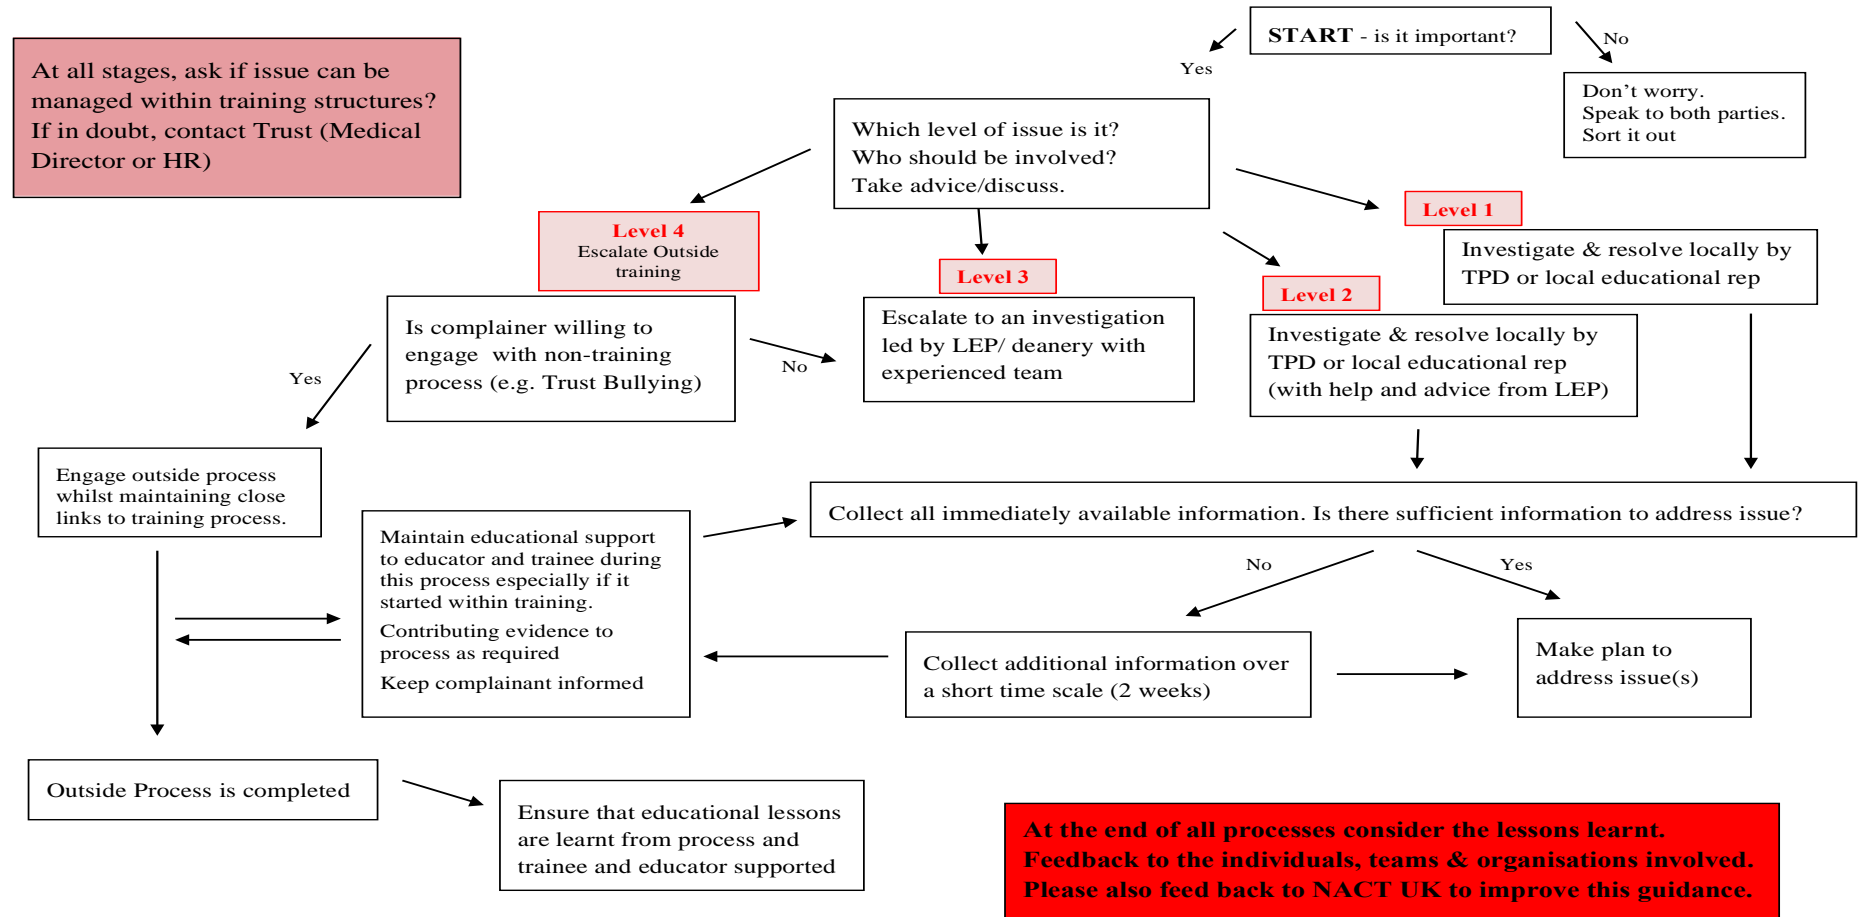 START - is it important?
Yes
No
At all stages, ask if issue can be
managed within training structures?
If in doubt, contact Trust (Medical
Director or HR)
Don't worry.
Speak to both parties.
Sort it out
Which level of issue is it?
Who should be involved?
Take advice/discuss.
Level 4
Escalate Outside
training
Level 3
Level 2
Level 1
Investigate & resolve locally by
TPD or local educational rep
Is complainer willing to
engage with non-training
process (e.g. Trust Bullying)
Escalate to an investigation
led by LEP/ deanery with
experienced team
Investigate & resolve locally by
TPD or local educational rep
(with help and advice from LEP)
Yes
No
Engage outside process
whilst maintaining close
links to training process.
Maintain educational support
to educator and trainee during
this process especially if it
started within training.
Contributing evidence to
process as required
Keep complainant informed
Collect all immediately available information. Is there sufficient information to address issue?
No
Yes
Collect additional information over
a short time scale (2 weeks)
Make plan to
address issue(s)
Outside Process is completed
Ensure that educational lessons
are learnt from process and
trainee and educator supported
At the end of all processes consider the lessons learnt.
Feedback to the individuals, teams & organisations involved.
Please also feed back to NACT UK to improve this guidance.